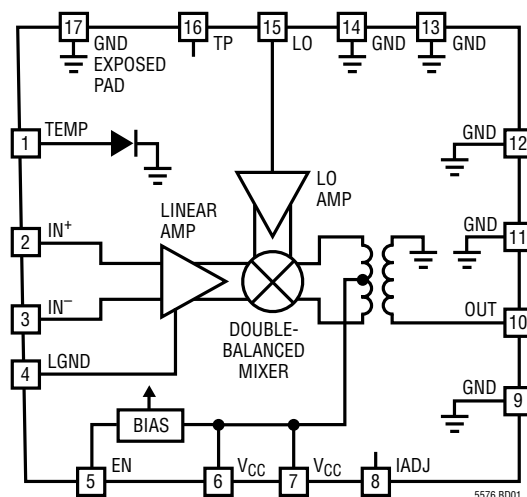 17
GND
EXPOSED
PAD
16
TP
15
LO
14
GND
13
GND
1
TEMP
GND
12
LO
AMP
LINEAR
AMP
2
IN+
GND
11
3
IN−
OUT
10
DOUBLE-
BALANCED
MIXER
4
LGND
GND
9
BIAS
5
EN
6
VCC
7
VCC
8
IADJ
5576 BD01